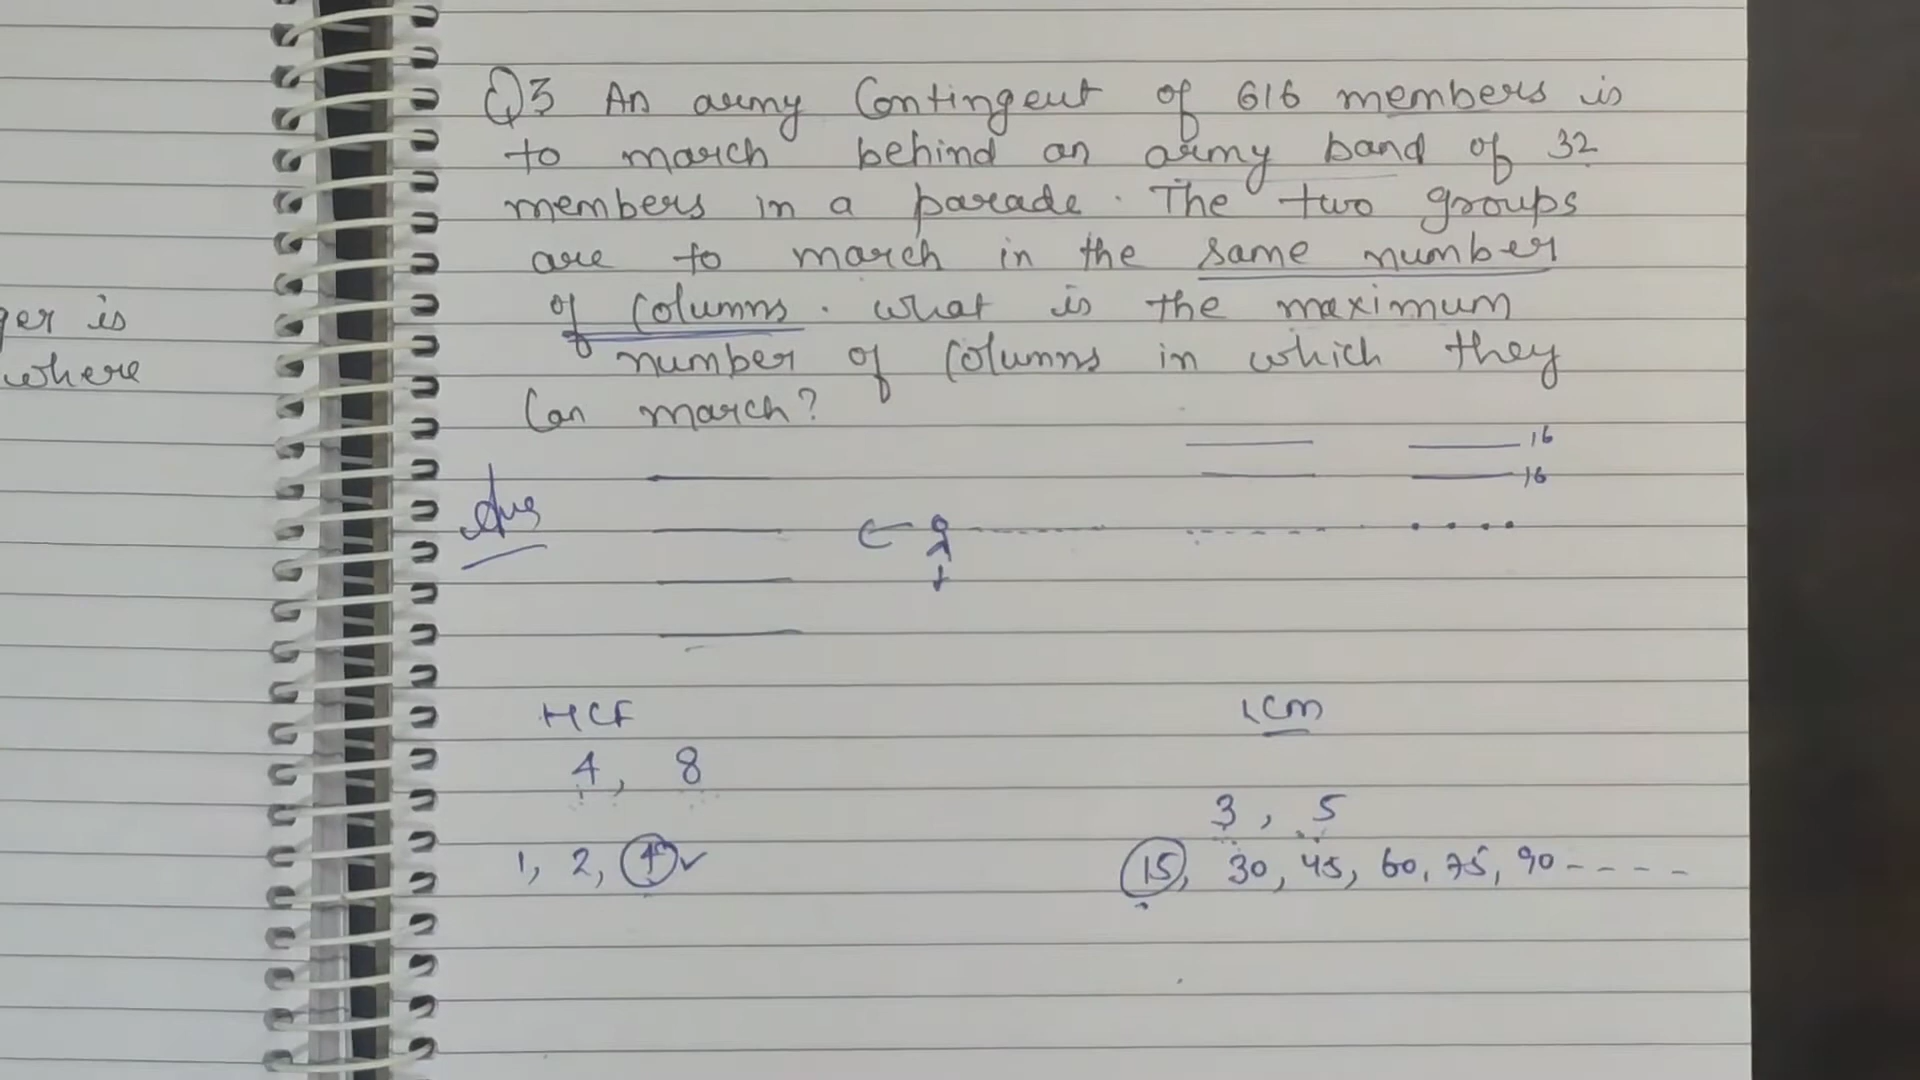 Q3 An army Contingent of 616 members is
to march behind an army band of 32
members in a parade. The two groups
are to march in the same number
of Columns. what is the maximum
number of Columns in which they
Can march?
ger is
where
16
16
Ans
HCF
LCM
4, 8
3, 5
1, 2, 4 ✓
15, 30, 45, 60, 75, 90 - - - -